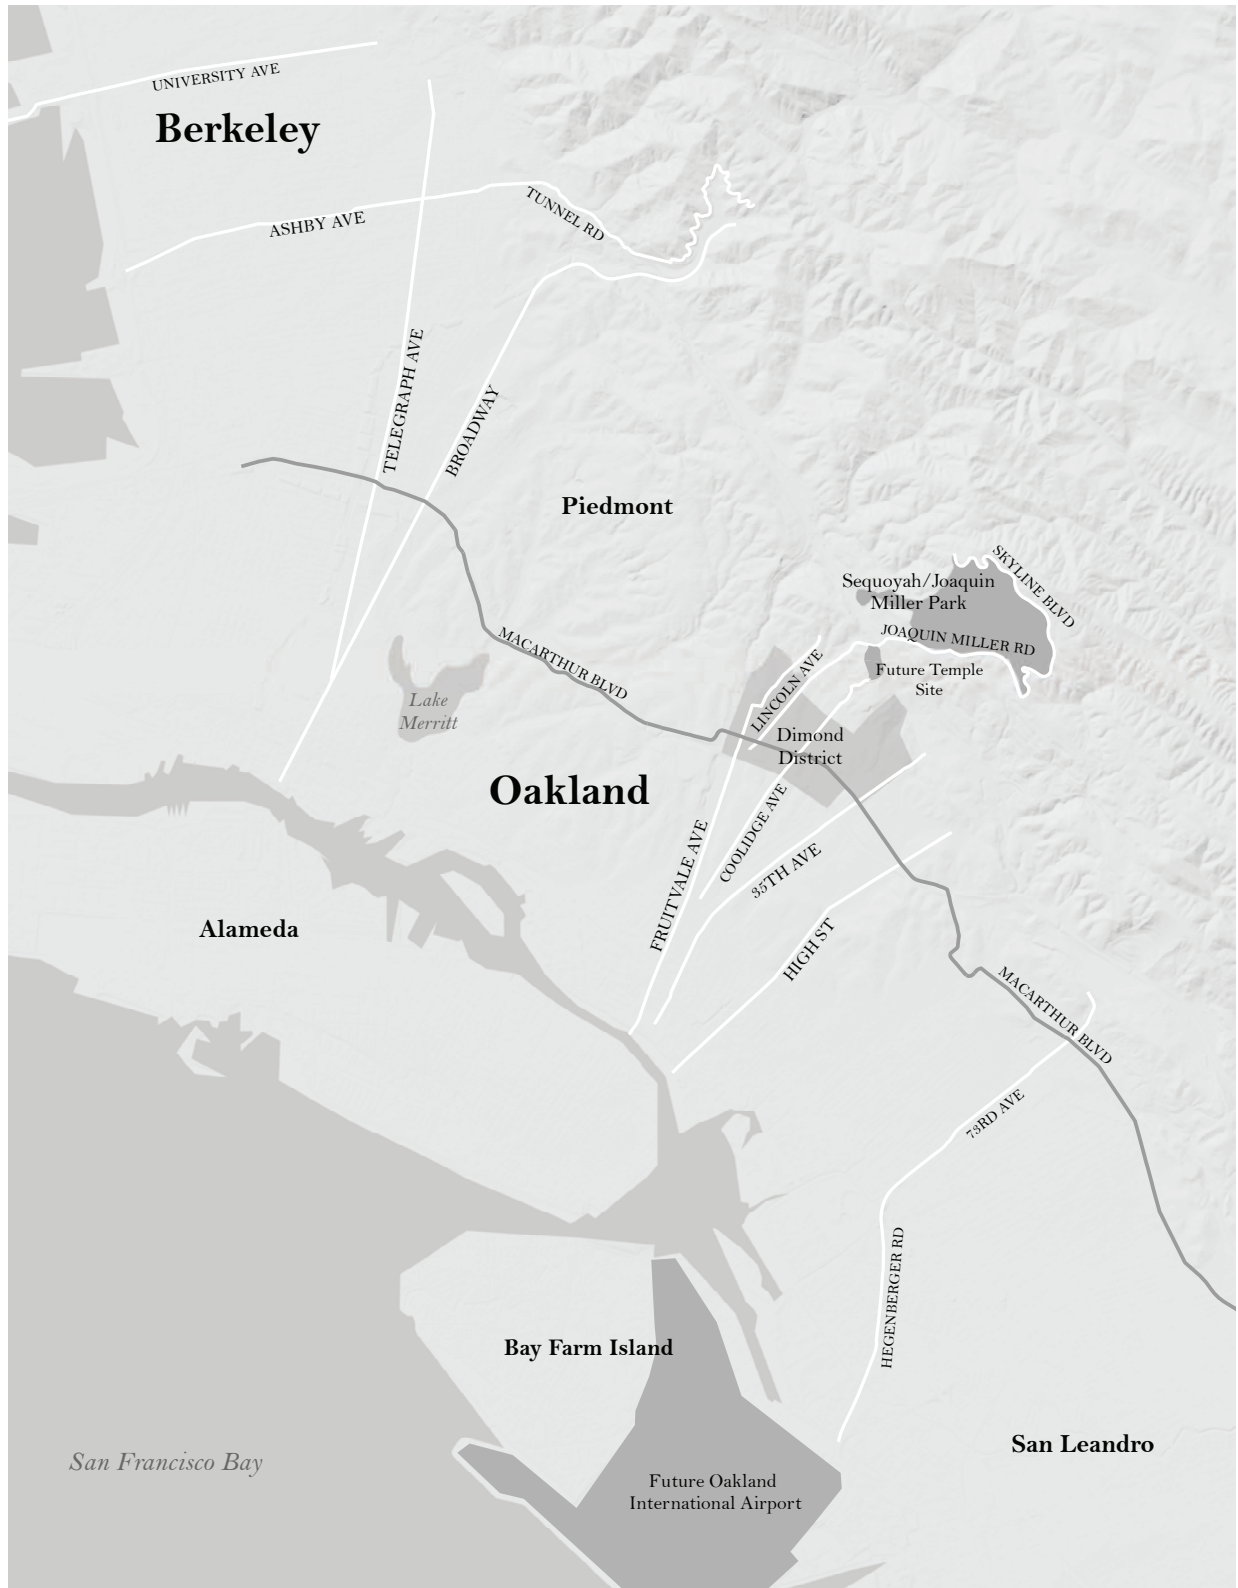 UNIVERSITY AVE
Berkeley
TUNNEL RD
ASHBY AVE
TELEGRAPH AVE
BROADWAY
Piedmont
SKYLINE BLVD
Sequoyah/Joaquin
Miller Park
JOAQUIN MILLER RD
MACARTHUR BLVD
LINCOLN AVE
Future Temple
Site
Lake
Merritt
Dimond
District
Oakland
COOLIDGE AVE
FRUITVALE AVE
35TH AVE
Alameda
HIGH ST
MACARTHUR BLVD
73RD AVE
HEGENBERGER RD
Bay Farm Island
San Leandro
San Francisco Bay
Future Oakland
International Airport